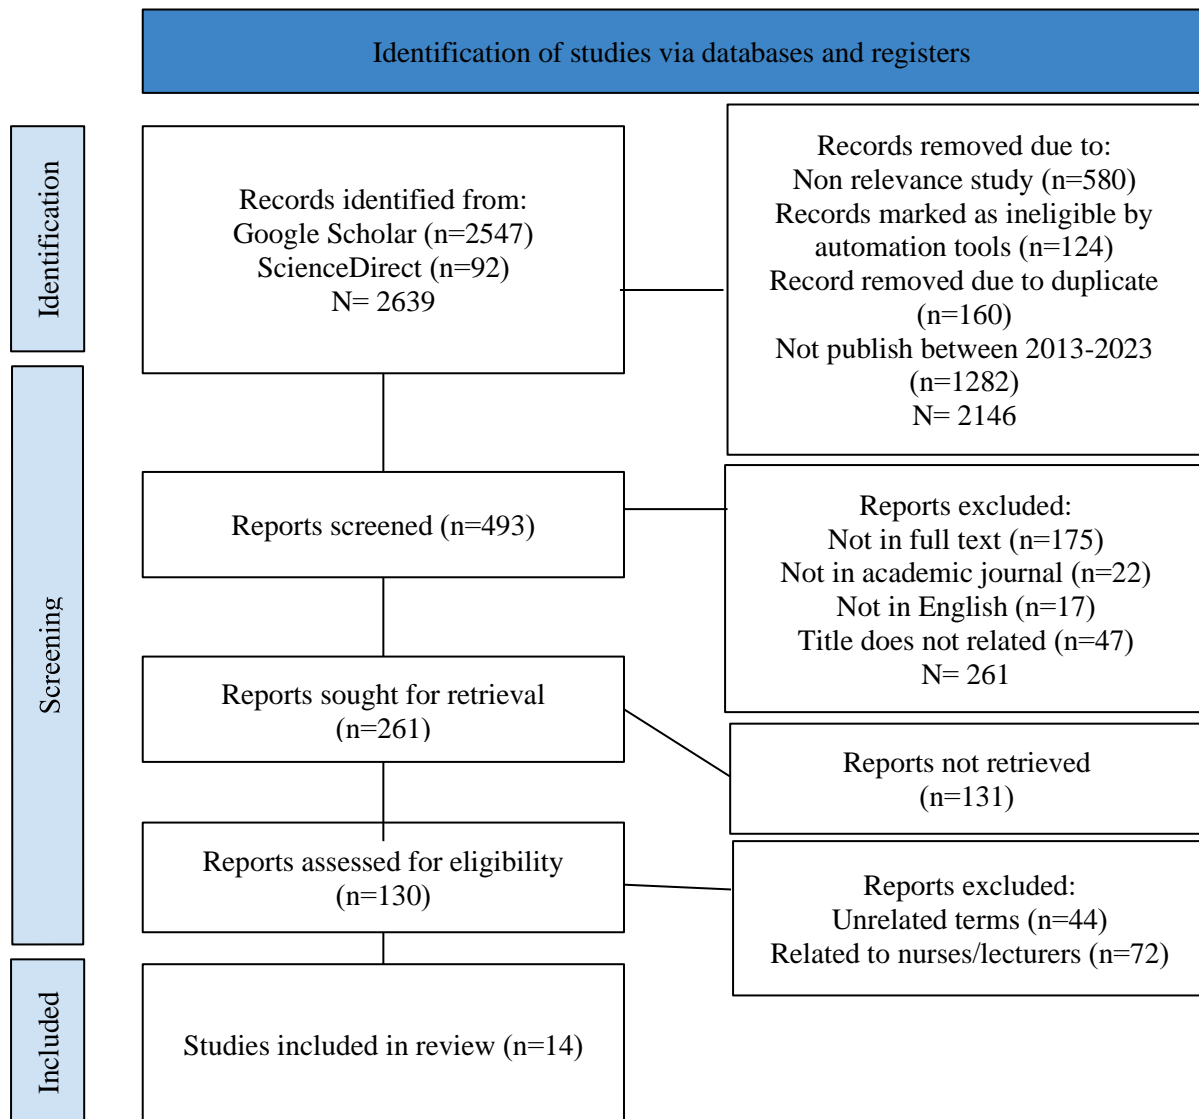 Identification of studies via databases and registers
Identification
Records identified from:
Google Scholar (n=2547)
ScienceDirect (n=92)
N= 2639
Records removed due to:
Non relevance study (n=580)
Records marked as ineligible by
automation tools (n=124)
Record removed due to duplicate
(n=160)
Not publish between 2013-2023
(n=1282)
N= 2146
Screening
Reports screened (n=493)
Reports excluded:
Not in full text (n=175)
Not in academic journal (n=22)
Not in English (n=17)
Title does not related (n=47)
N= 261
Reports sought for retrieval
(n=261)
Reports not retrieved
(n=131)
Reports assessed for eligibility
(n=130)
Reports excluded:
Unrelated terms (n=44)
Related to nurses/lecturers (n=72)
Included
Studies included in review (n=14)